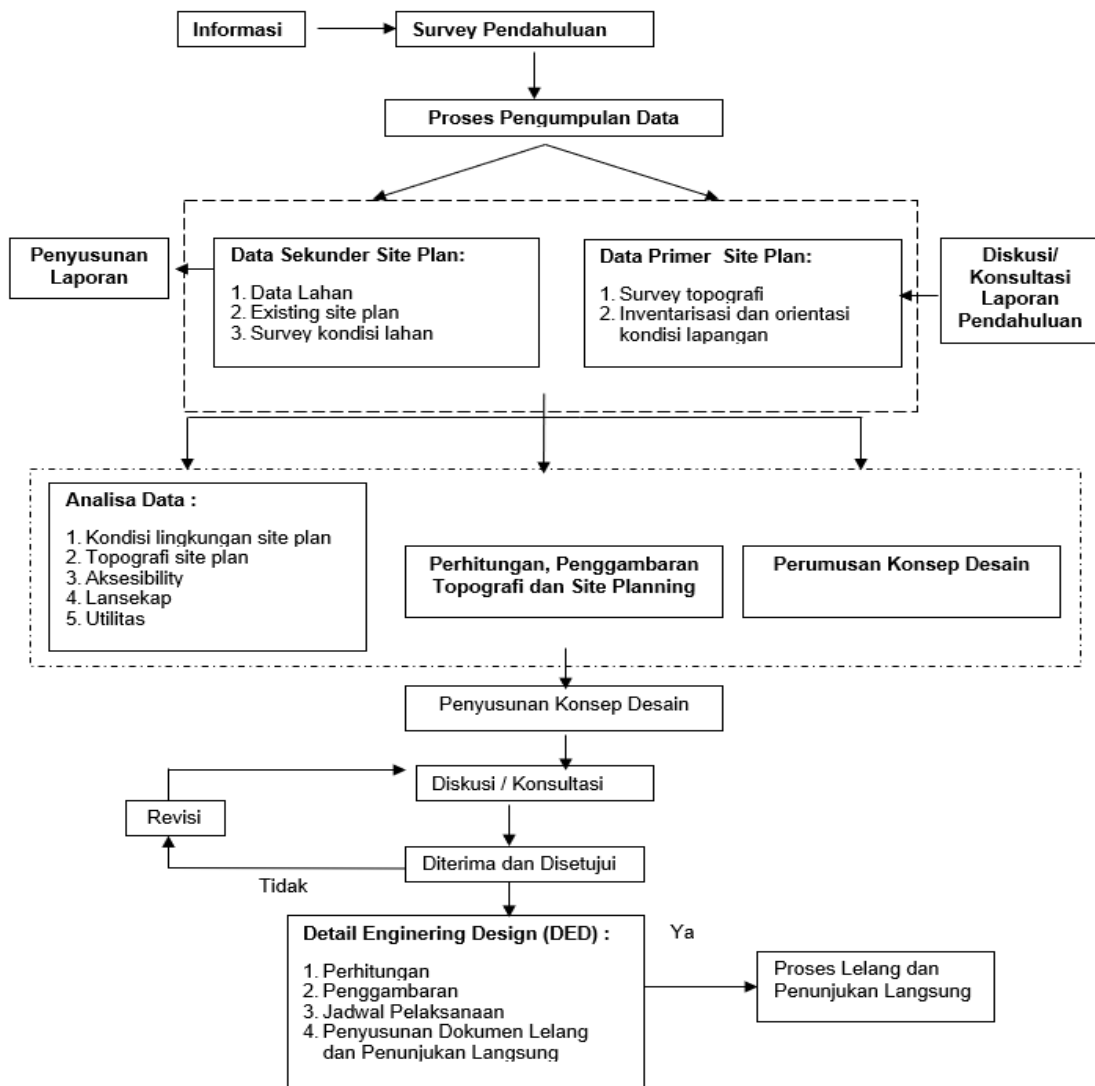 Informasi
Survey Pendahuluan
Proses Pengumpulan Data
Penyusunan
Laporan
Data Sekunder Site Plan:
1. Data Lahan
2. Existing site plan
3. Survey kondisi lahan
Data Primer Site Plan:
1. Survey topografi
2. Inventarisasi dan orientasi
kondisi lapangan
Diskusi/
Konsultasi
Laporan
Pendahuluan
Analisa Data :
1. Kondisi lingkungan site plan
2. Topografi site plan
3. Aksesibility
4. Lansekap
5. Utilitas
Perhitungan, Penggambaran
Topografi dan Site Planning
Perumusan Konsep Desain
Penyusunan Konsep Desain
Diskusi / Konsultasi
Revisi
Diterima dan Disetujui
Tidak
Detail Enginering Design (DED) :
1. Perhitungan
2. Penggambaran
3. Jadwal Pelaksanaan
4. Penyusunan Dokumen Lelang
dan Penunjukan Langsung
Ya
Proses Lelang dan
Penunjukan Langsung